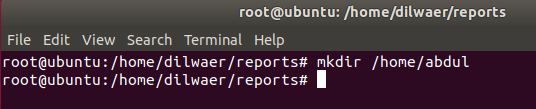 root@ubuntu: /home/dilwaer/reports
File Edit View Search Terminal Help
root@ubuntu:/home/dilwaer/reports# mkdir /home/abdul
root@ubuntu:/home/dilwaer/reports#